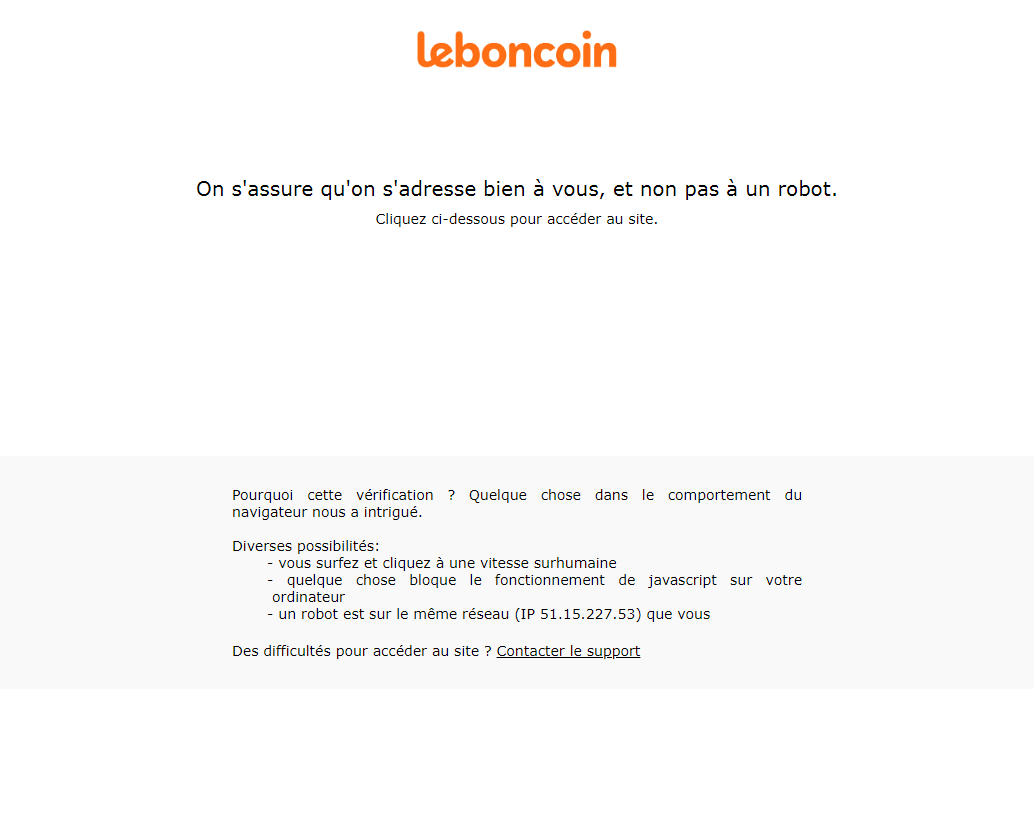 leboncoin
On s'assure qu'on s'adresse bien à vous, et non pas à un robot.
Cliquez ci-dessous pour accéder au site.
Pourquoi cette vérification ? Quelque chose dans le comportement du
navigateur nous a intrigué.
Diverses possibilités:
- vous surfez et cliquez à une vitesse surhumaine
- quelque chose bloque le fonctionnement de javascript sur votre
ordinateur
- un robot est sur le même réseau (IP 51.15.227.53) que vous
Des difficultés pour accéder au site ? Contacter le support